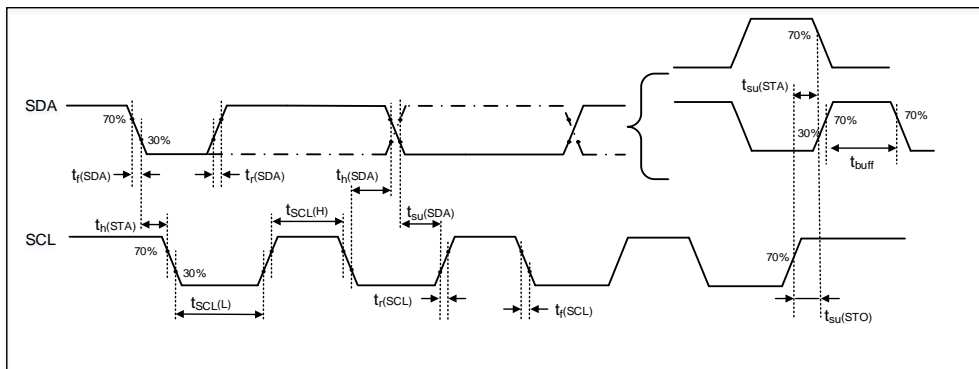 70%
t_su(STA)
SDA
70%
30%
30%
70%
70%
t_f(SDA)
t_r(SDA)
t_h(SDA)
t_buff
t_h(STA)
t_SCL(H)
t_su(SDA)
SCL
70%
30%
70%
t_SCL(L)
t_r(SCL)
t_f(SCL)
t_su(STO)